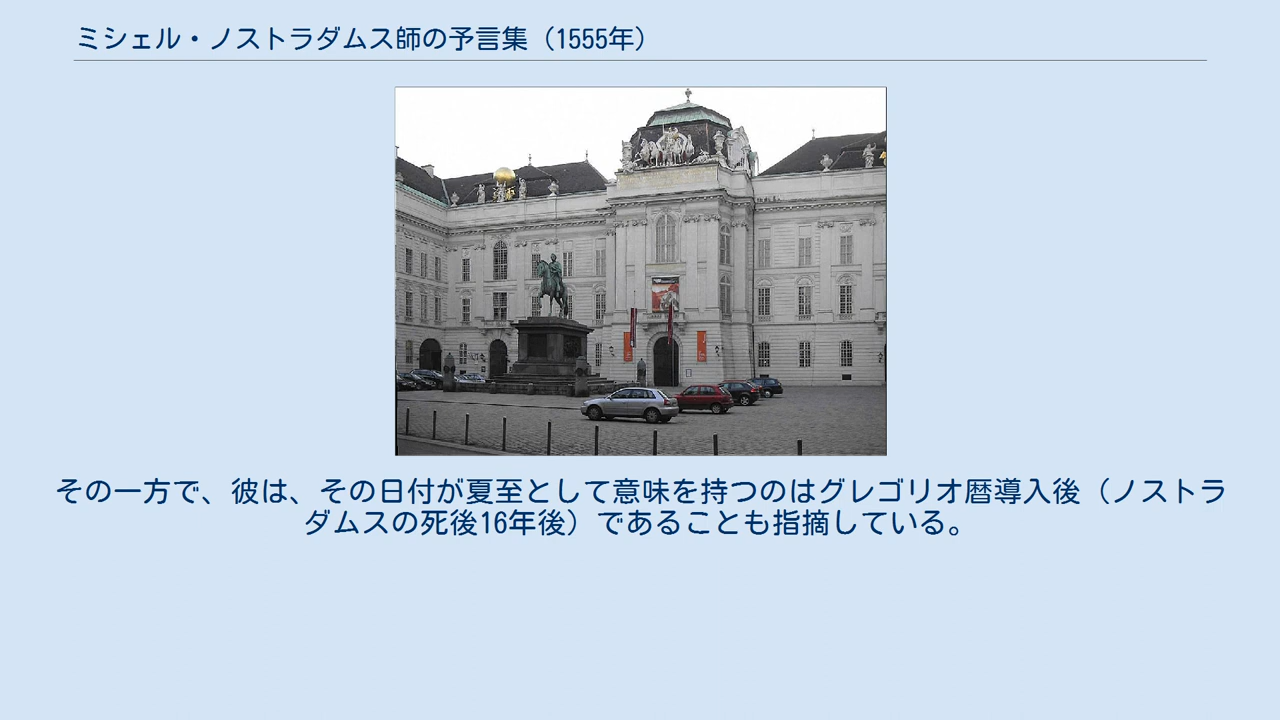 ミシェル・ノストラダムス師の予言集（1555年）
その一方で、彼は、その日付が夏至として意味を持つのはグレゴリオ暦導入後（ノストラ
ダムスの死後16年後）であることも指摘している。